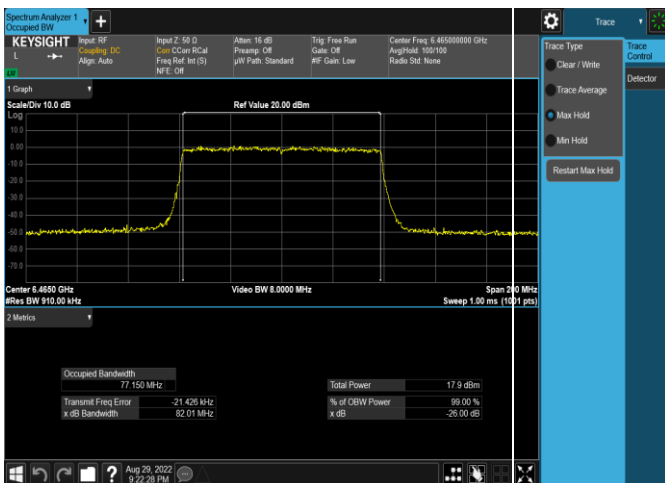 Spectrum Analyzer 1
Occupied BW
+
KEYSIGHT
L
LV
Input: RF
Coupling: DC
Align: Auto
Input Z: 50 Ω
Corr CCorr RCal
Freq Ref: Int (S)
NFE: Off
Atten: 16 dB
Preamp: Off
µW Path: Standard
Trig: Free Run
Gate: Off
#IF Gain: Low
Center Freq: 6.465000000 GHz
Avg|Hold: 100/100
Radio Std: None
1 Graph
Scale/Div 10.0 dB
Ref Value 20.00 dBm
Log
10.0
0.00
-10.0
-20.0
-30.0
-40.0
-50.0
-60.0
-70.0
Center 6.4650 GHz
Video BW 8.0000 MHz
Span 200 MHz
#Res BW 910.00 kHz
Sweep 1.00 ms (1001 pts)
2 Metrics
Occupied Bandwidth
77.150 MHz
Total Power 17.9 dBm
Transmit Freq Error -21.426 kHz
% of OBW Power 99.00 %
x dB Bandwidth 82.01 MHz
x dB -26.00 dB
?
Aug 29, 2022
9:22:28 PM
Trace
Trace Type
Clear / Write
Trace Average
Max Hold
Min Hold
Restart Max Hold
Trace
Control
Detector